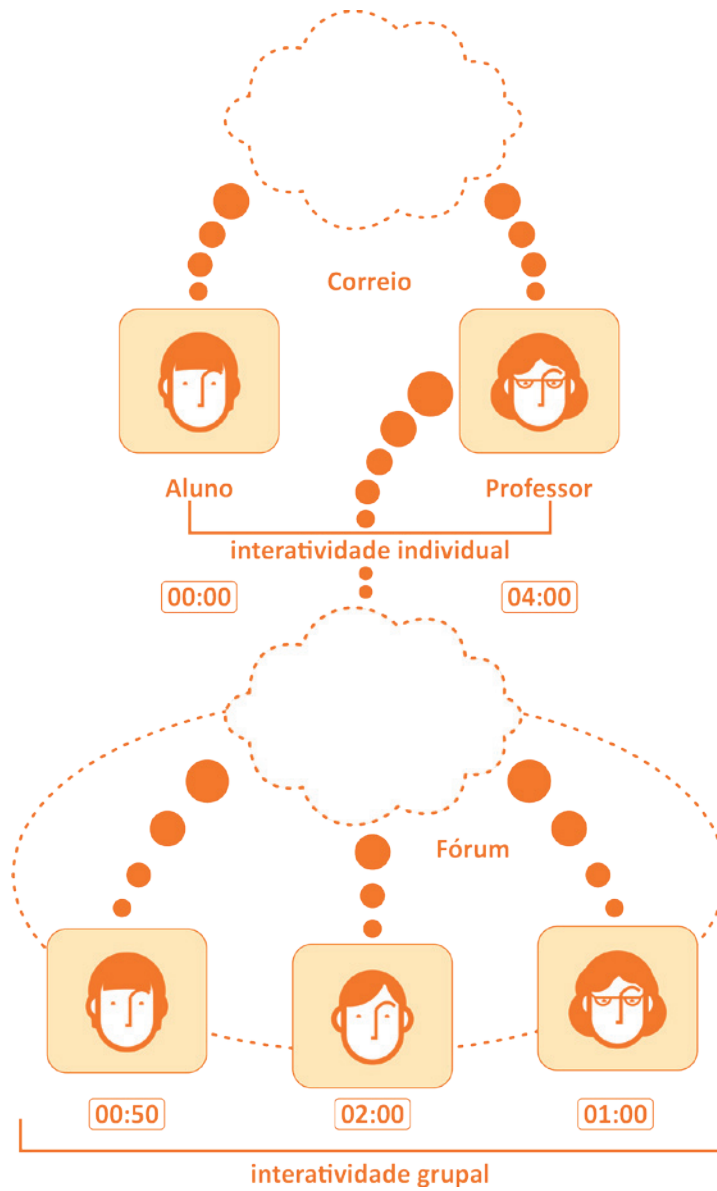 Correio
Aluno
Professor
interatividade individual
00:00
04:00
Fórum
00:50
02:00
01:00
interatividade grupal